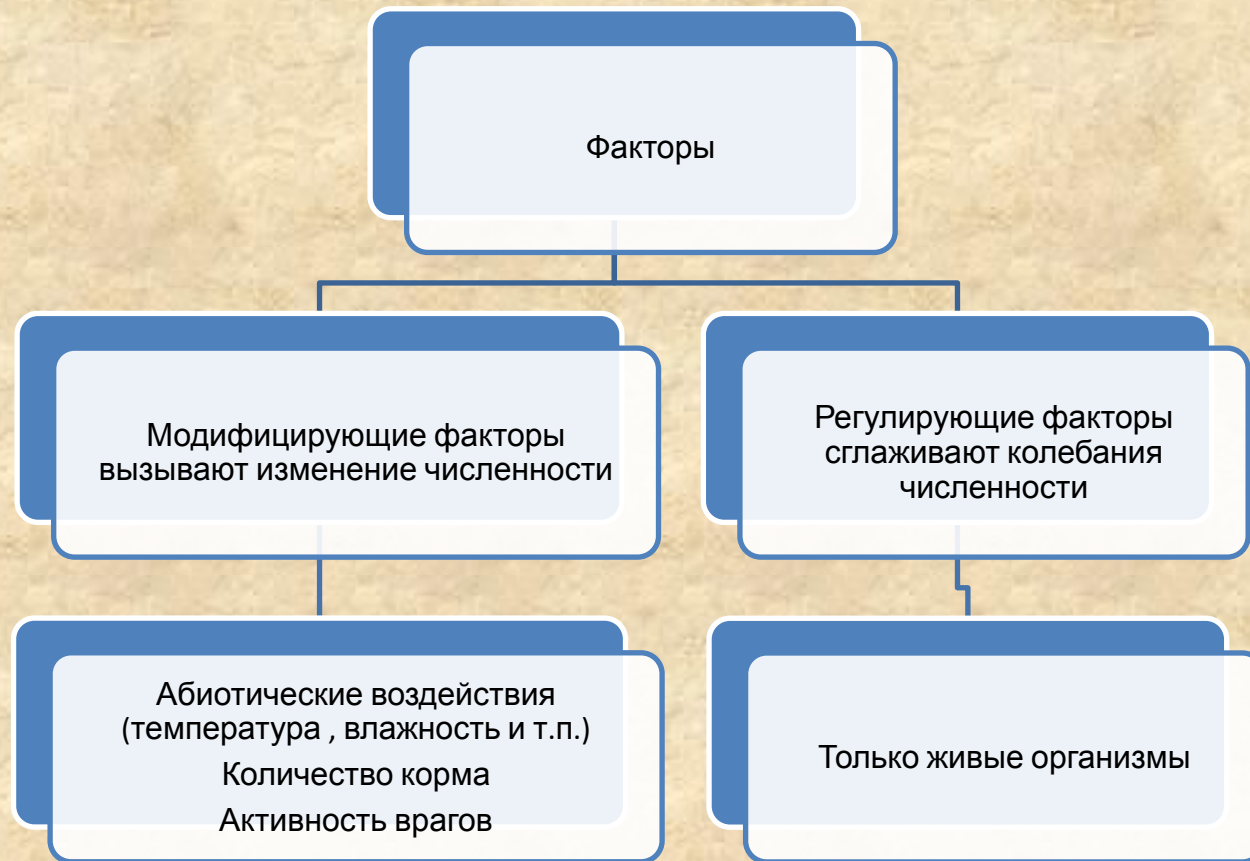 Факторы
Модифицирующие факторы
вызывают изменение численности
Регулирующие факторы
сглаживают колебания
численности
Абиотические воздействия
(температура , влажность и т.п.)
Количество корма
Активность врагов
Только живые организмы